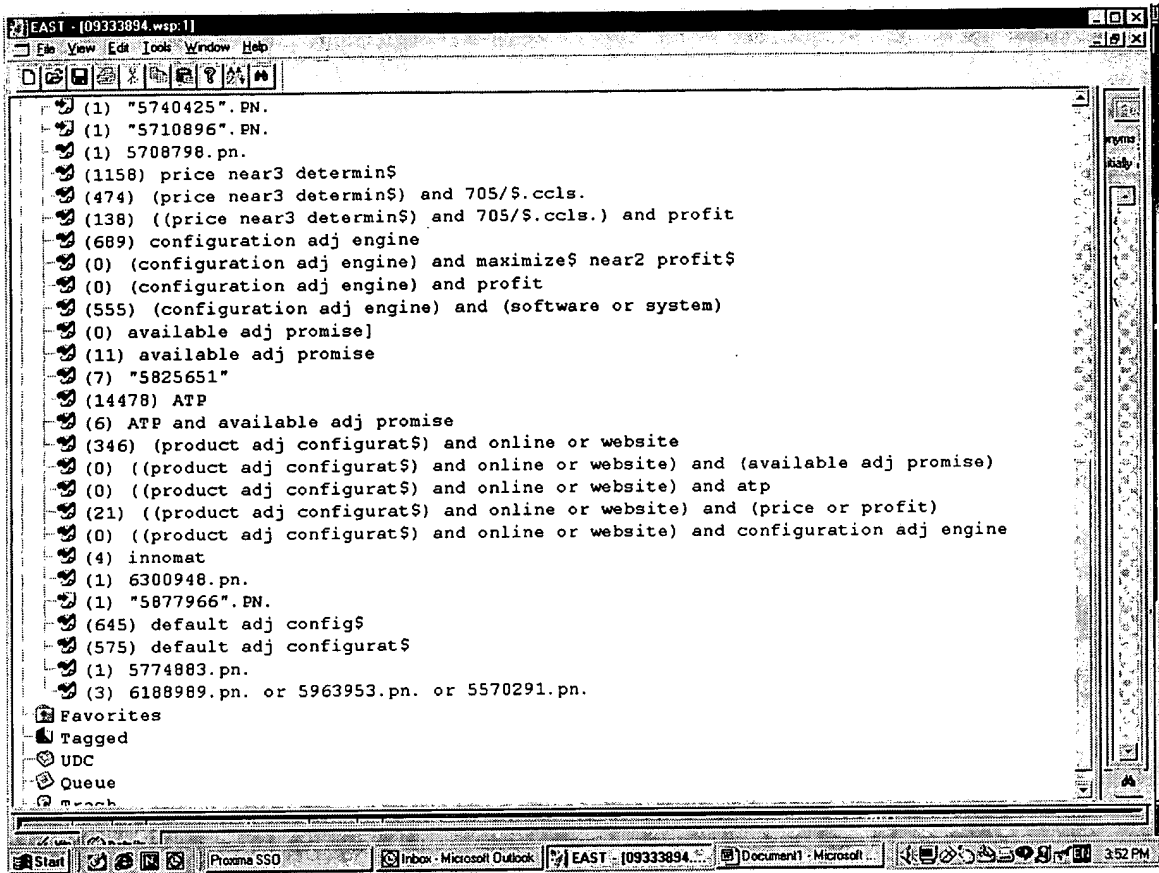 EAST - [09333894.wsp:1]
File View Edit Tools Window Help
(1) "5740425".PN.
(1) "5710896".PN.
(1) 5708798.pn.
(1158) price near3 determin$
(474) (price near3 determin$) and 705/$.ccls.
(138) ((price near3 determin$) and 705/$.ccls.) and profit
(689) configuration adj engine
(0) (configuration adj engine) and maximize$ near2 profit$
(0) (configuration adj engine) and profit
(555) (configuration adj engine) and (software or system)
(0) available adj promise]
(11) available adj promise
(7) "5825651"
(14478) ATP
(6) ATP and available adj promise
(346) (product adj configurat$) and online or website
(0) ((product adj configurat$) and online or website) and (available adj promise)
(0) ((product adj configurat$) and online or website) and atp
(21) ((product adj configurat$) and online or website) and (price or profit)
(0) ((product adj configurat$) and online or website) and configuration adj engine
(4) innomat
(1) 6300948.pn.
(1) "5877966".PN.
(645) default adj config$
(575) default adj configurat$
(1) 5774883.pn.
(3) 6188989.pn. or 5963953.pn. or 5570291.pn.
Favorites
Tagged
UDC
Queue
Start Proxima SSO Inbox - Microsoft Outlook EAST - [09333894.... Document1 - Microsoft ... 3:52 PM